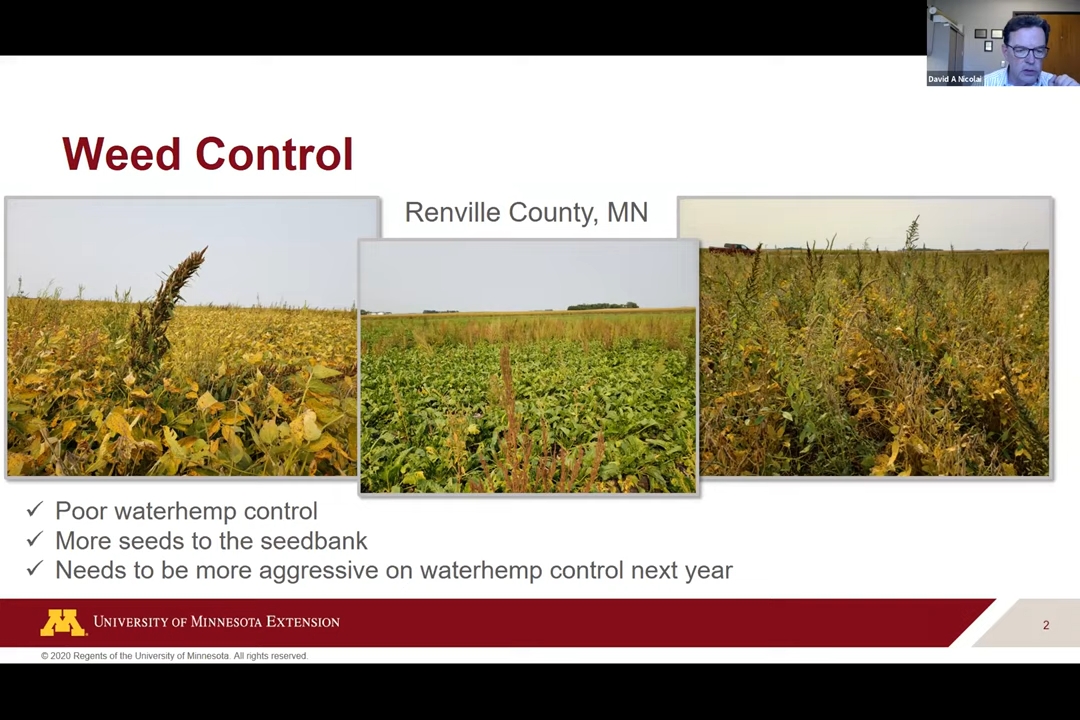 David A Nicolai
Weed Control
Renville County, MN
✓ Poor waterhemp control
✓ More seeds to the seedbank
✓ Needs to be more aggressive on waterhemp control next year
M
UNIVERSITY OF MINNESOTA EXTENSION
2
© 2020 Regents of the University of Minnesota. All rights reserved.